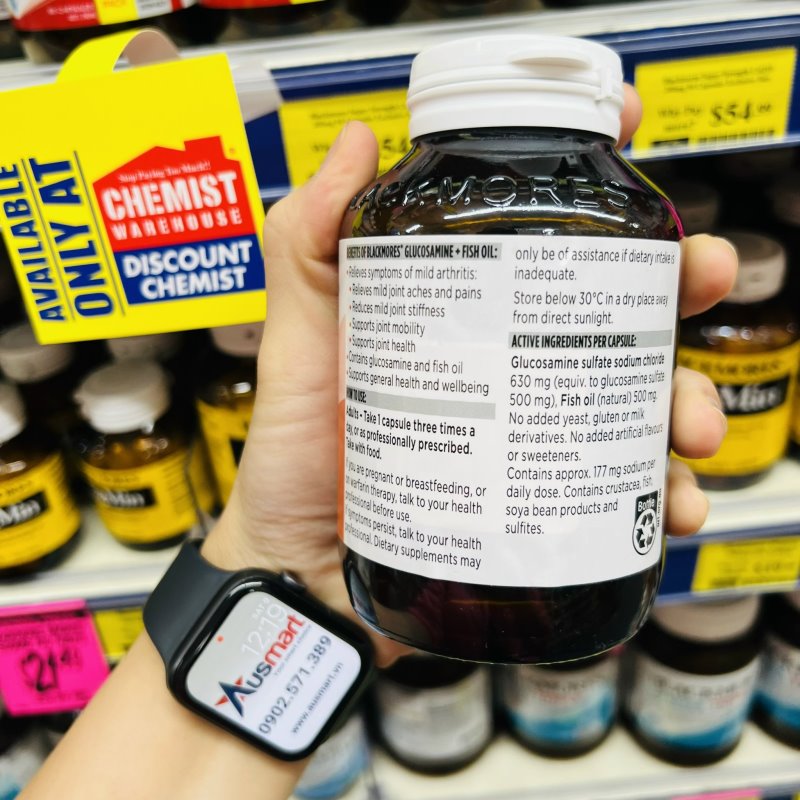 AVAILABLE
ONLY AT
Stop Paying Too Much!
CHEMIST
WAREHOUSE
DISCOUNT
CHEMIST
$54
BLACKMORES
BENEFITS OF BLACKMORES® GLUCOSAMINE + FISH OIL:
• Relieves symptoms of mild arthritis:
• Relieves mild joint aches and pains
• Reduces mild joint stiffness
• Supports joint mobility
• Supports joint health
• Contains glucosamine and fish oil
• Supports general health and wellbeing
HOW TO USE:
Adults - Take 1 capsule three times a
day, or as professionally prescribed.
Take with food.
If you are pregnant or breastfeeding, or
on warfarin therapy, talk to your health
professional before use.
If symptoms persist, talk to your health
professional. Dietary supplements may
only be of assistance if dietary intake is
inadequate.
Store below 30°C in a dry place away
from direct sunlight.
ACTIVE INGREDIENTS PER CAPSULE:
Glucosamine sulfate sodium chloride
630 mg (equiv. to glucosamine sulfate
500 mg), Fish oil (natural) 500 mg.
No added yeast, gluten or milk
derivatives. No added artificial flavours
or sweeteners.
Contains approx. 177 mg sodium per
daily dose. Contains crustacea, fish,
soya bean products and
sulfites.
Bottle
12:19
Ausmart
0902.571.389
www.ausmart.vn
$21